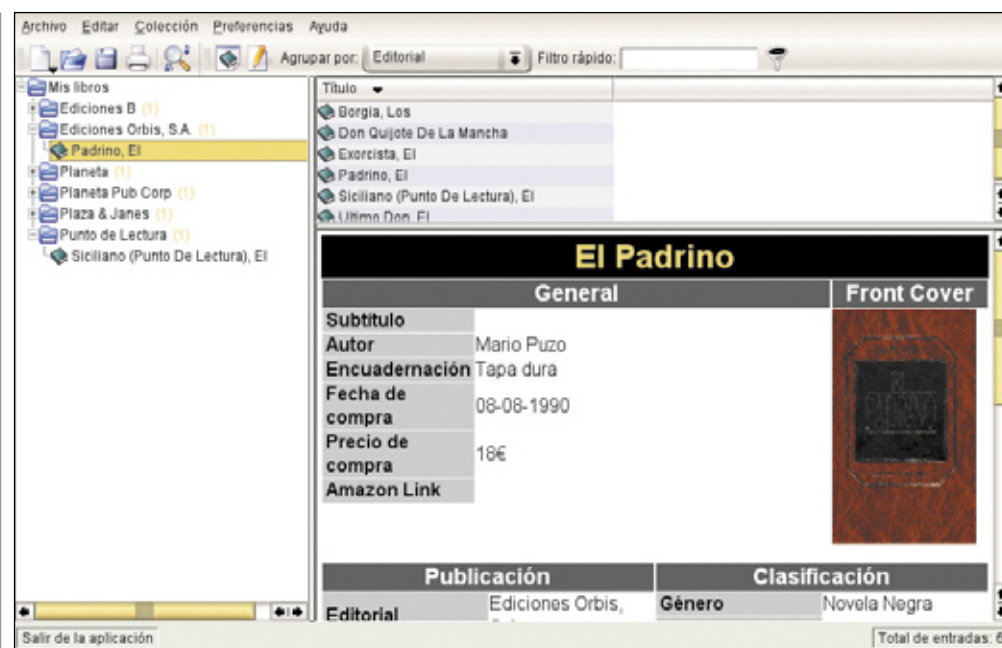 Archivo Editar Colección Preferencias Ayuda
Agrupar por: Editorial Filtro rápido:
Mis libros
Ediciones B (1)
Ediciones Orbis, S.A. (1)
Padrino, El
Planeta (1)
Planeta Pub Corp (1)
Plaza & Janes (1)
Punto de Lectura (1)
Siciliano (Punto De Lectura), El
Título
Borgia, Los
Don Quijote De La Mancha
Exorcista, El
Padrino, El
Siciliano (Punto De Lectura), El
Ultimo Don, El
El Padrino
General Front Cover
Subtítulo
Autor Mario Puzo
Encuadernación Tapa dura
Fecha de
compra 08-08-1990
Precio de
compra 18€
Amazon Link
EL
PADRINO
Publicación Clasificación
Editorial Ediciones Orbis,
Género Novela Negra
Salir de la aplicación Total de entradas: 6